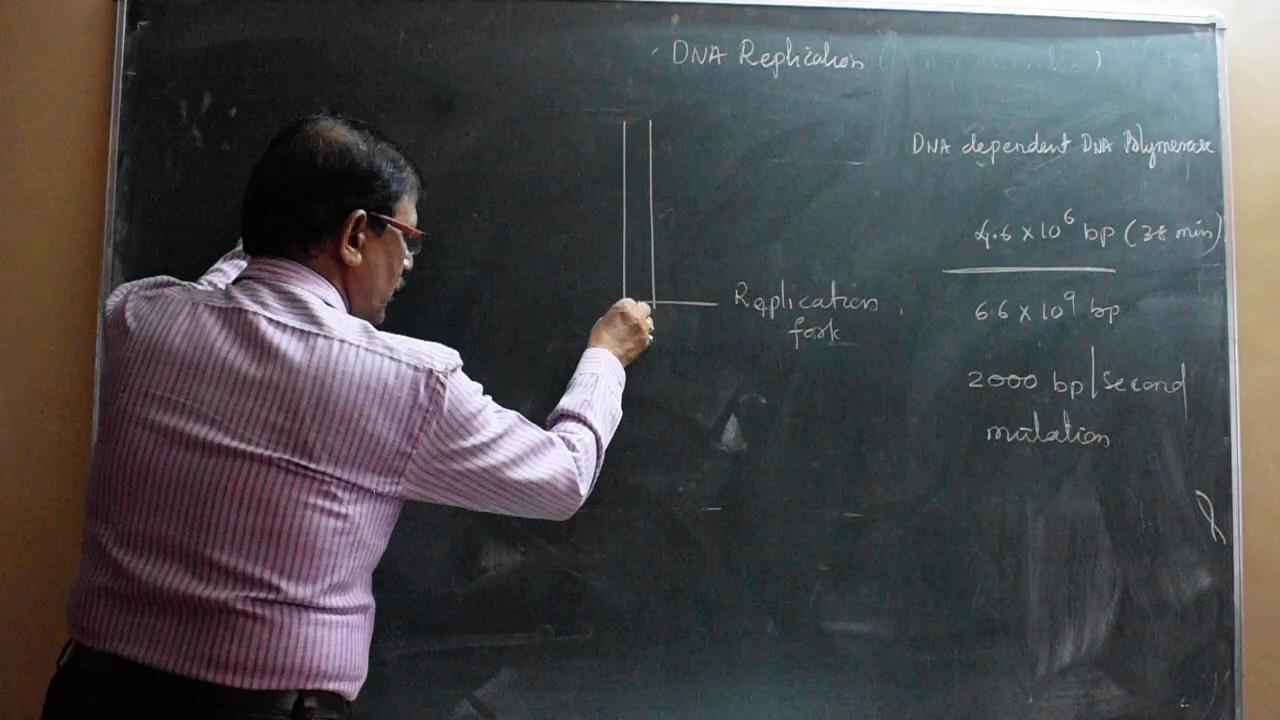 DNA Replication ( )
DNA dependent DNA Polymerase
4.6 x 10⁶ bp (38 min)
6.6 x 10⁹ bp
Replication
fork
2000 bp/second
mutation